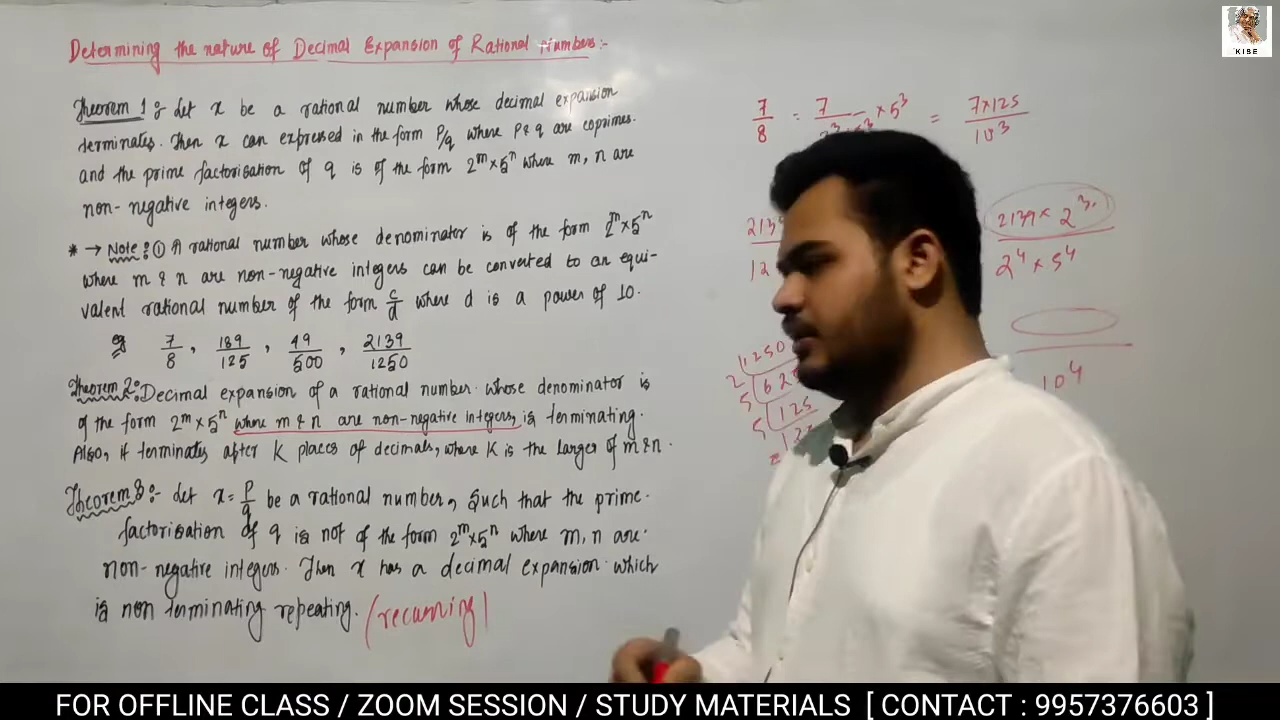 Determining the nature of Decimal Expansion of Rational Numbers:-
Theorem 1 : Let x be a rational number whose decimal expansion
terminates. Then x can expressed in the form P/q where P & q are coprimes.
and the prime factorisation of q is of the form 2^m × 5^n where m, n are
non-negative integers.
* → Note: ① A rational number whose denominator is of the form 2^m × 5^n
where m & n are non-negative integers can be converted to an equi-
valent rational number of the form c/d where d is a power of 10.
eg 7/8, 189/125, 49/500, 2139/1250
Theorem 2:- Decimal expansion of a rational number whose denominator is
of the form 2^m × 5^n where m & n are non-negative integers, is terminating.
Also, it terminates after K places of decimals, where K is the larger of m & n.
Theorem 3:- Let x = P/q be a rational number, Such that the prime
factorisation of q is not of the form 2^m × 5^n where m, n are
non-negative integers. Then x has a decimal expansion which
is non terminating repeating. (recurring)
7/8 = 7/ × 5^3 = 7×125/10^3
2139 × 2^3 / 2^4 × 5^4
10^4
2 1250
5 62
5 125
KISE
FOR OFFLINE CLASS / ZOOM SESSION / STUDY MATERIALS [ CONTACT : 9957376603 ]